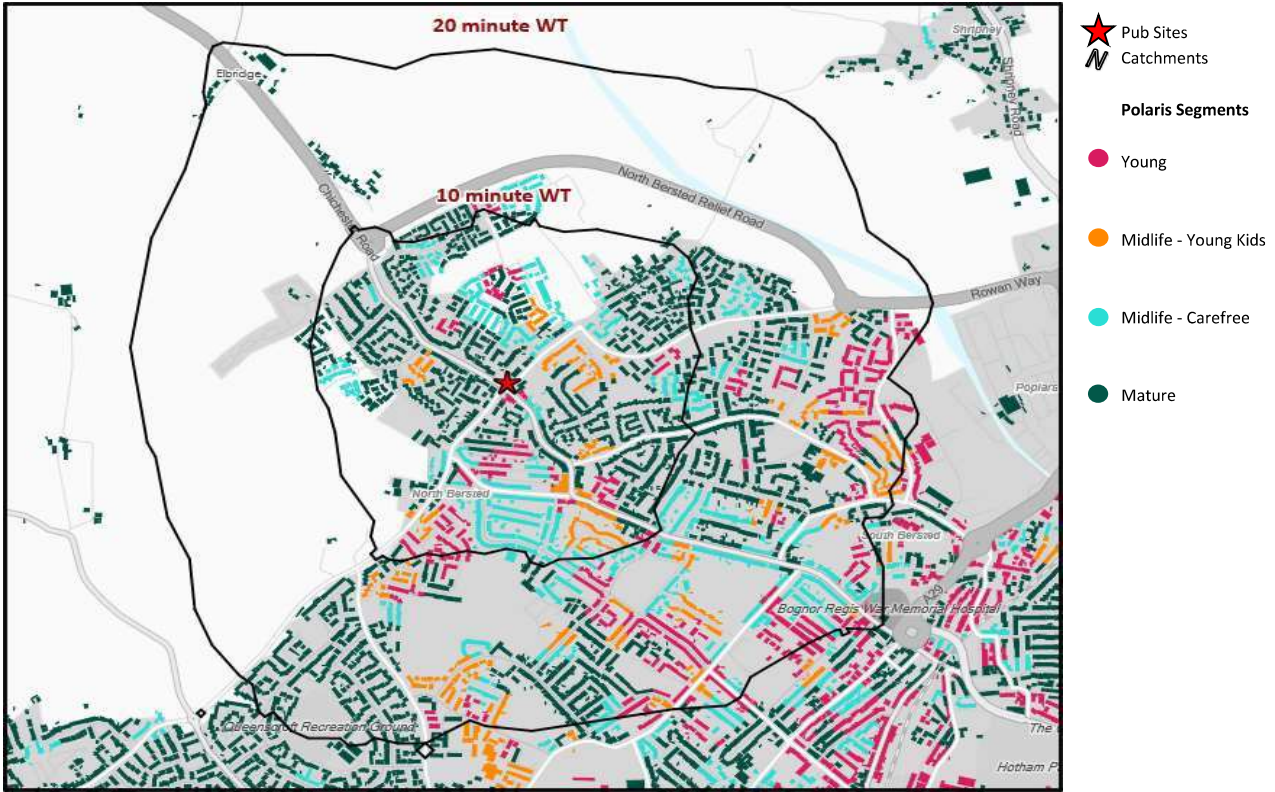 20 minute WT
Shripney
Elbridge
Shripney Road
10 minute WT
North Bersted Relief Road
Chichester Road
Rowan Way
Poplars
North Bersted
South Bersted
A29
Bognor Regis War Memorial Hospital
Queenscroft Recreation Ground
The
Hotham P
Pub Sites
Catchments
Polaris Segments
Young
Midlife - Young Kids
Midlife - Carefree
Mature